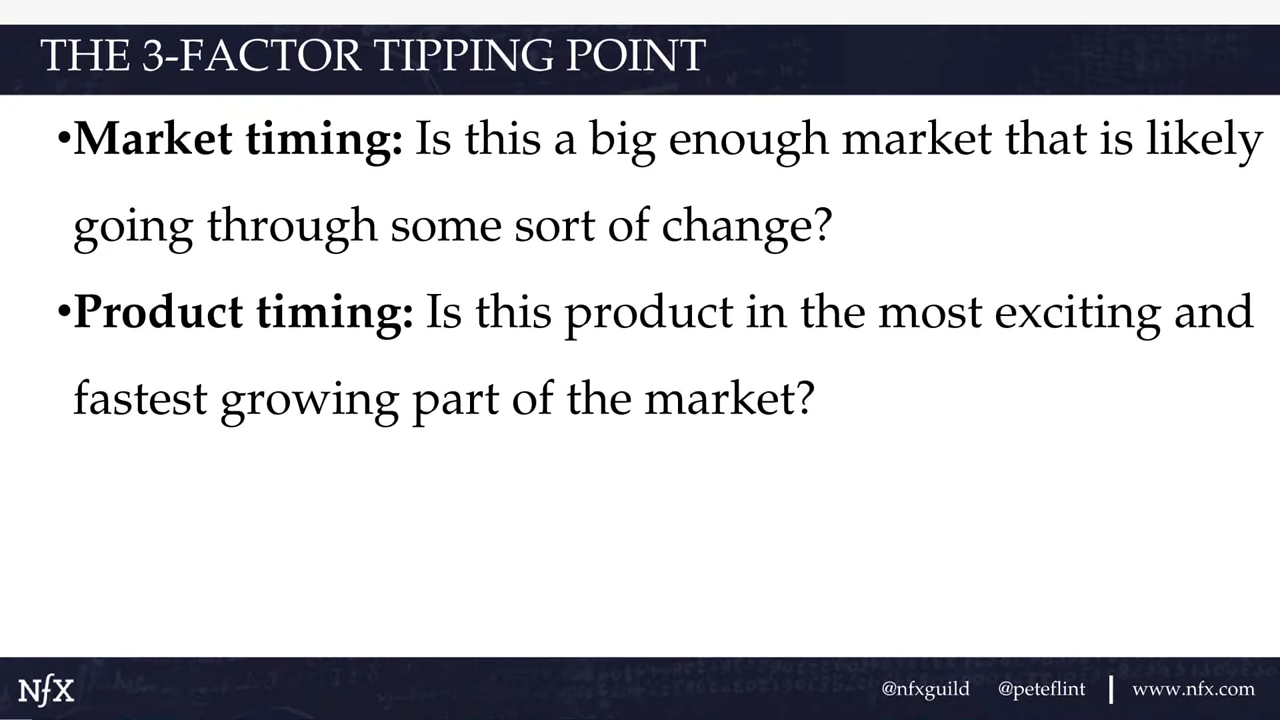 THE 3-FACTOR TIPPING POINT
•Market timing: Is this a big enough market that is likely
going through some sort of change?
•Product timing: Is this product in the most exciting and
fastest growing part of the market?
NfX
@nfxguild @peteflint | www.nfx.com